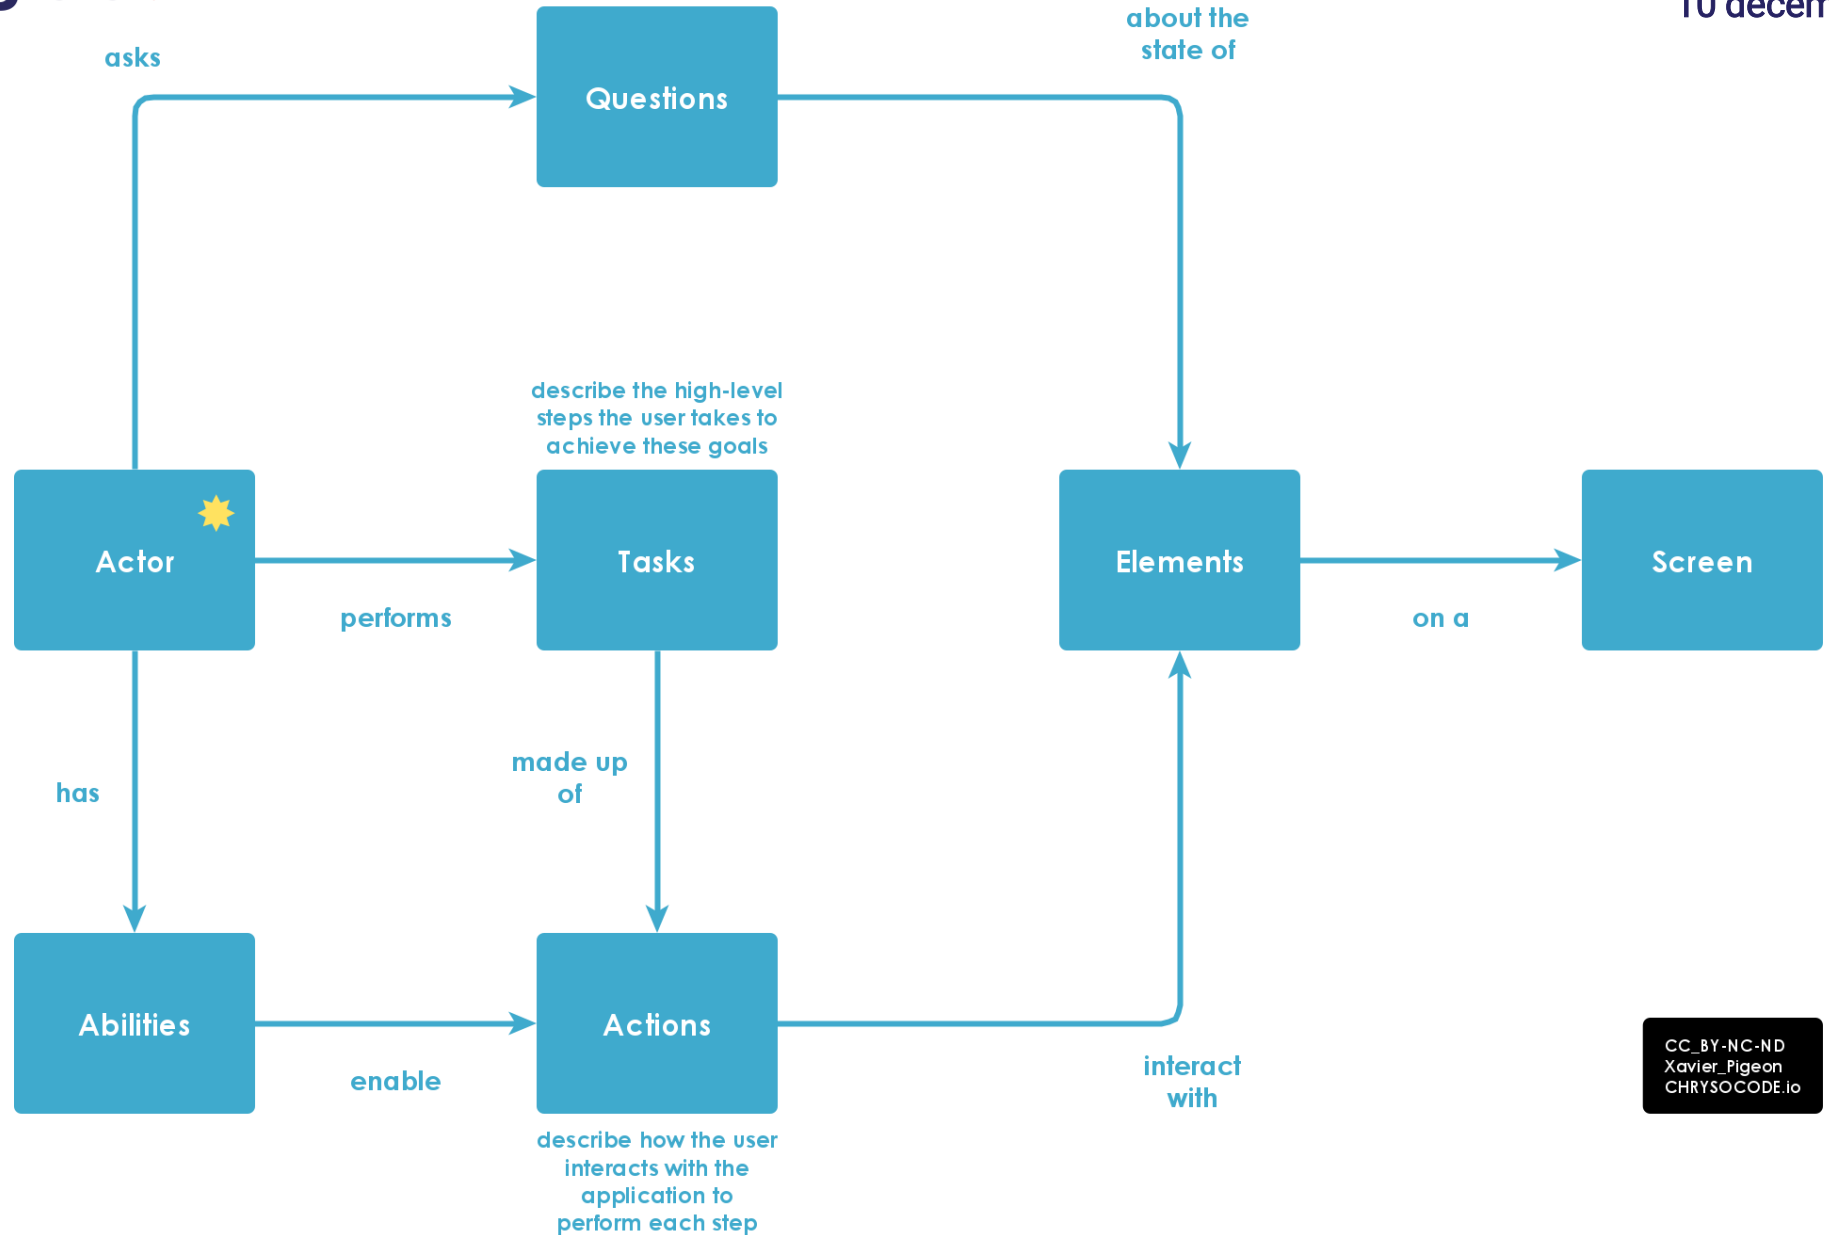 10 decem
about the
state of
asks
Questions
describe the high-level
steps the user takes to
achieve these goals
Actor
Tasks
Elements
Screen
performs
on a
made up
of
has
Abilities
Actions
enable
interact
with
CC_BY-NC-ND
Xavier_Pigeon
CHRYSOCODE.io
describe how the user
interacts with the
application to
perform each step